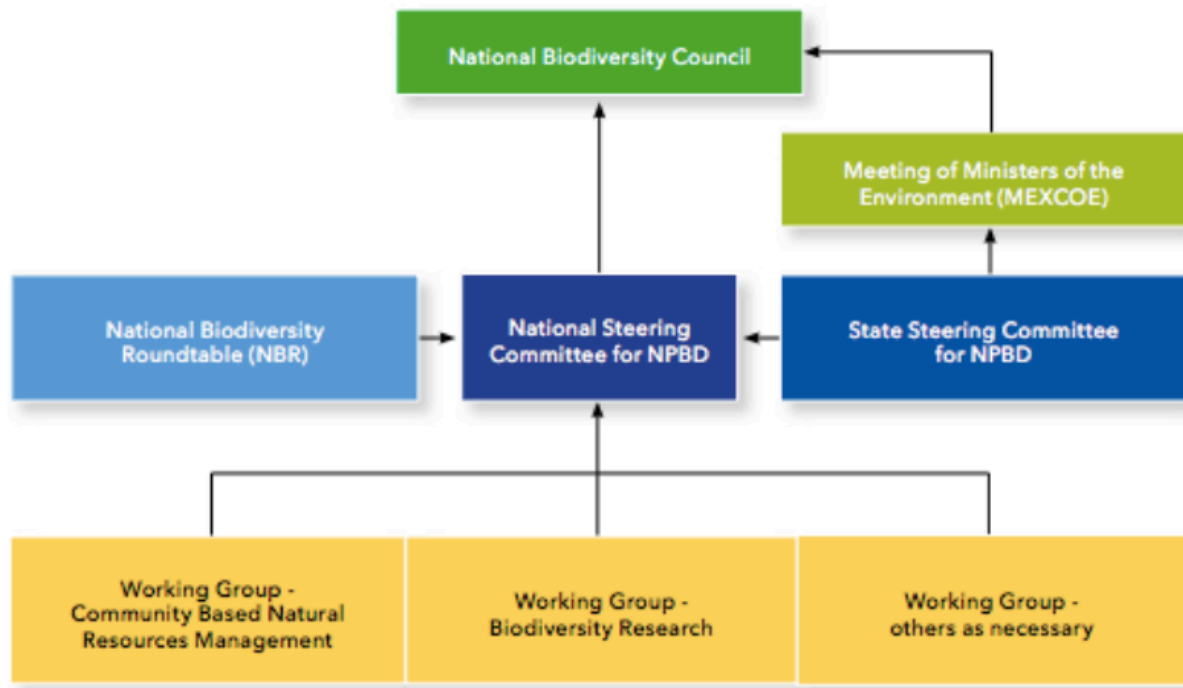 National Biodiversity Council
Meeting of Ministers of the
Environment (MEXCOE)
National Biodiversity
Roundtable (NBR)
National Steering
Committee for NPBD
State Steering Committee
for NPBD
Working Group -
Community Based Natural
Resources Management
Working Group -
Biodiversity Research
Working Group -
others as necessary